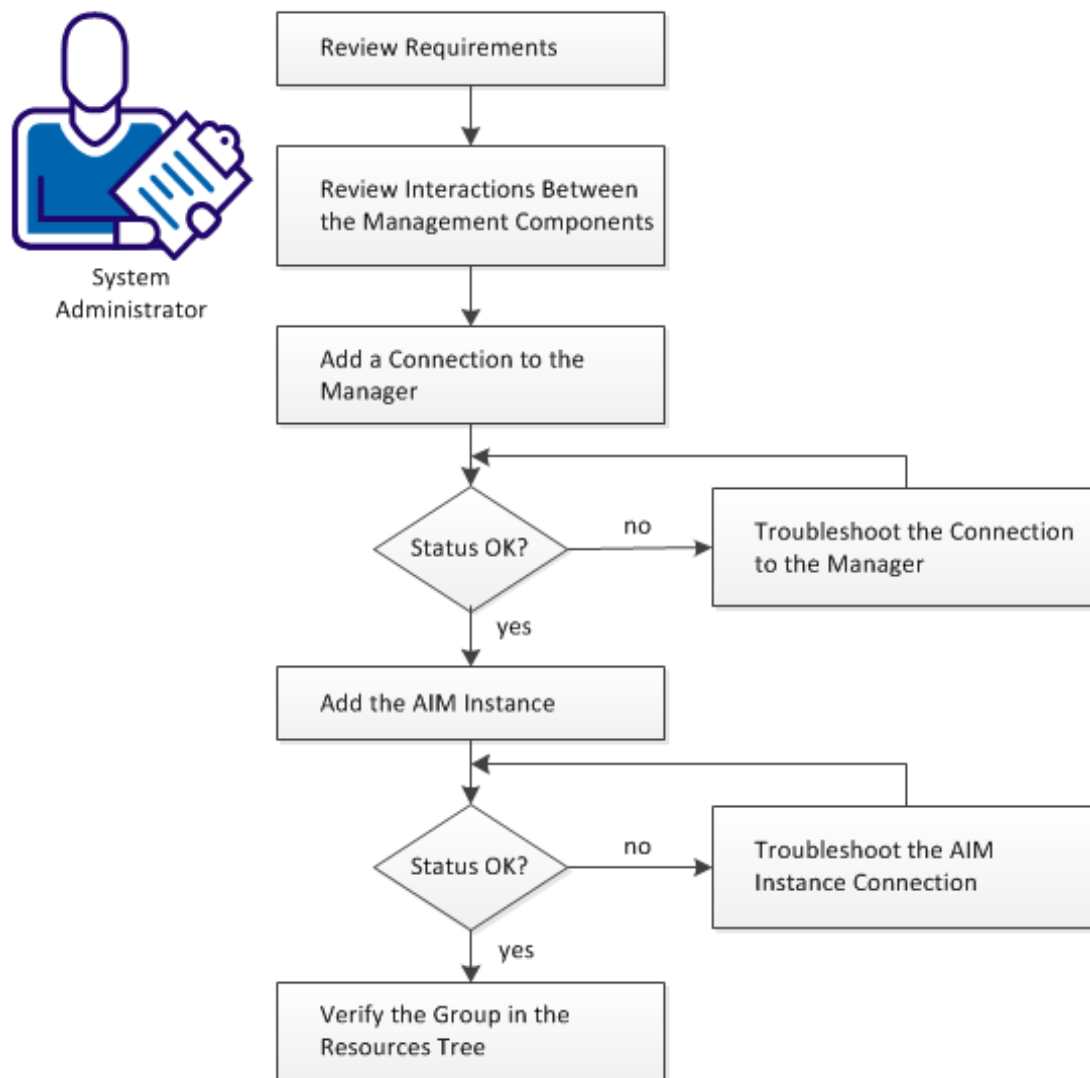 Review Requirements
System
Administrator
Review Interactions Between
the Management Components
Add a Connection to the
Manager
Status OK?
no
Troubleshoot the Connection
to the Manager
yes
Add the AIM Instance
Status OK?
no
Troubleshoot the AIM
Instance Connection
yes
Verify the Group in the
Resources Tree